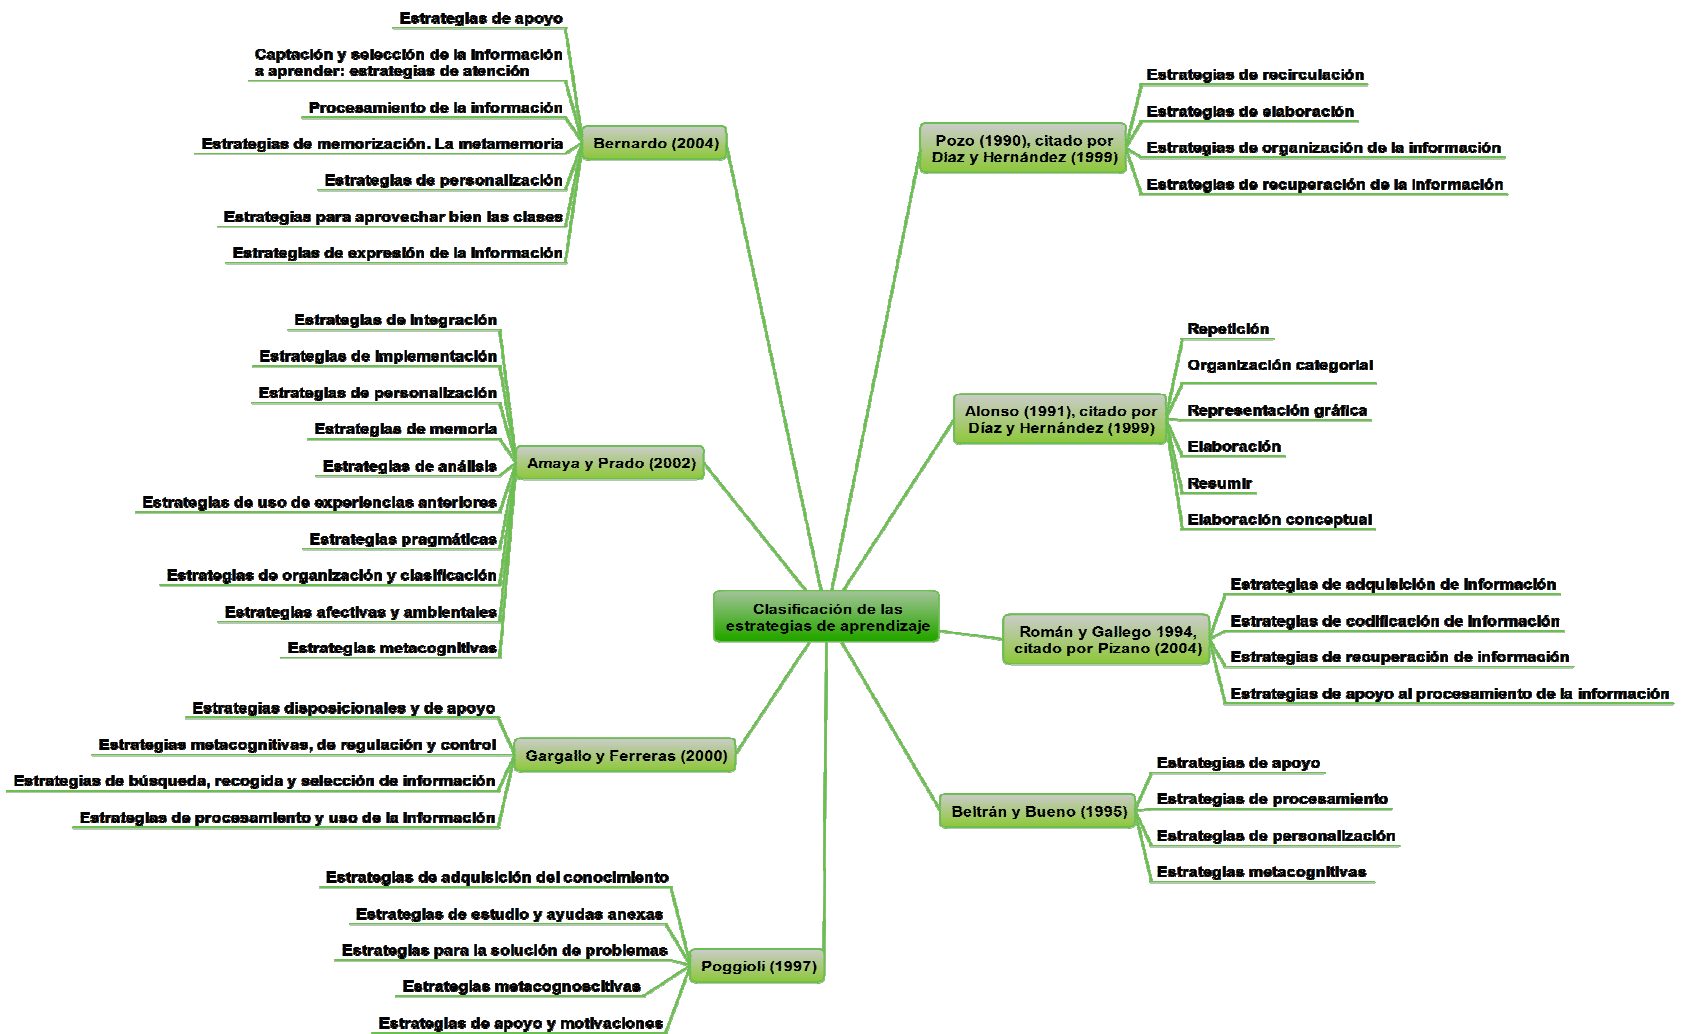 Clasificación de las
estrategias de aprendizaje
Pozo (1990), citado por
Díaz y Hernández (1999)
Estrategias de recirculación
Estrategias de elaboración
Estrategias de organización de la información
Estrategias de recuperación de la información
Alonso (1991), citado por
Díaz y Hernández (1999)
Repetición
Organización categorial
Representación gráfica
Elaboración
Resumir
Elaboración conceptual
Román y Gallego 1994,
citado por Pizano (2004)
Estrategias de adquisición de información
Estrategias de codificación de información
Estrategias de recuperación de información
Estrategias de apoyo al procesamiento de la información
Beltrán y Bueno (1995)
Estrategias de apoyo
Estrategias de procesamiento
Estrategias de personalización
Estrategias metacognitivas
Poggioli (1997)
Estrategias de adquisición del conocimiento
Estrategias de estudio y ayudas anexas
Estrategias para la solución de problemas
Estrategias metacognoscitivas
Estrategias de apoyo y motivaciones
Gargallo y Ferreras (2000)
Estrategias disposicionales y de apoyo
Estrategias metacognitivas, de regulación y control
Estrategias de búsqueda, recogida y selección de información
Estrategias de procesamiento y uso de la información
Amaya y Prado (2002)
Estrategias de integración
Estrategias de implementación
Estrategias de personalización
Estrategias de memoria
Estrategias de análisis
Estrategias de uso de experiencias anteriores
Estrategias pragmáticas
Estrategias de organización y clasificación
Estrategias afectivas y ambientales
Estrategias metacognitivas
Bernardo (2004)
Estrategias de apoyo
Captación y selección de la información
a aprender: estrategias de atención
Procesamiento de la información
Estrategias de memorización. La metamemoria
Estrategias de personalización
Estrategias para aprovechar bien las clases
Estrategias de expresión de la información